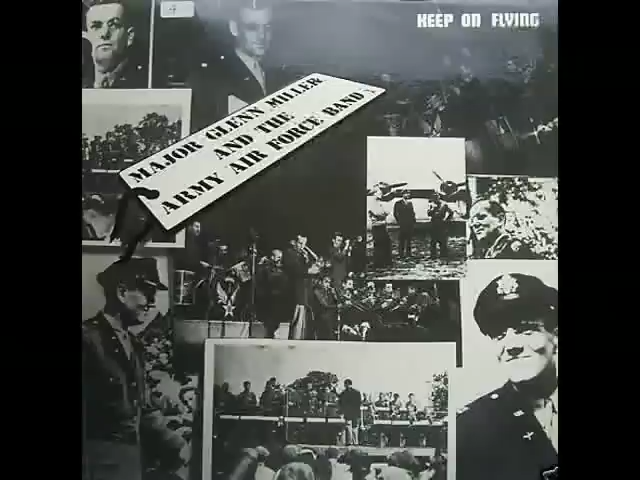 KEEP ON FLYING
MAJOR GLENN MILLER
AND THE
ARMY AIR FORCE BAND